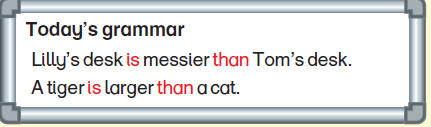 Today's grammar
Lilly's desk is messier than Tom's desk.
A tiger is larger than a cat.